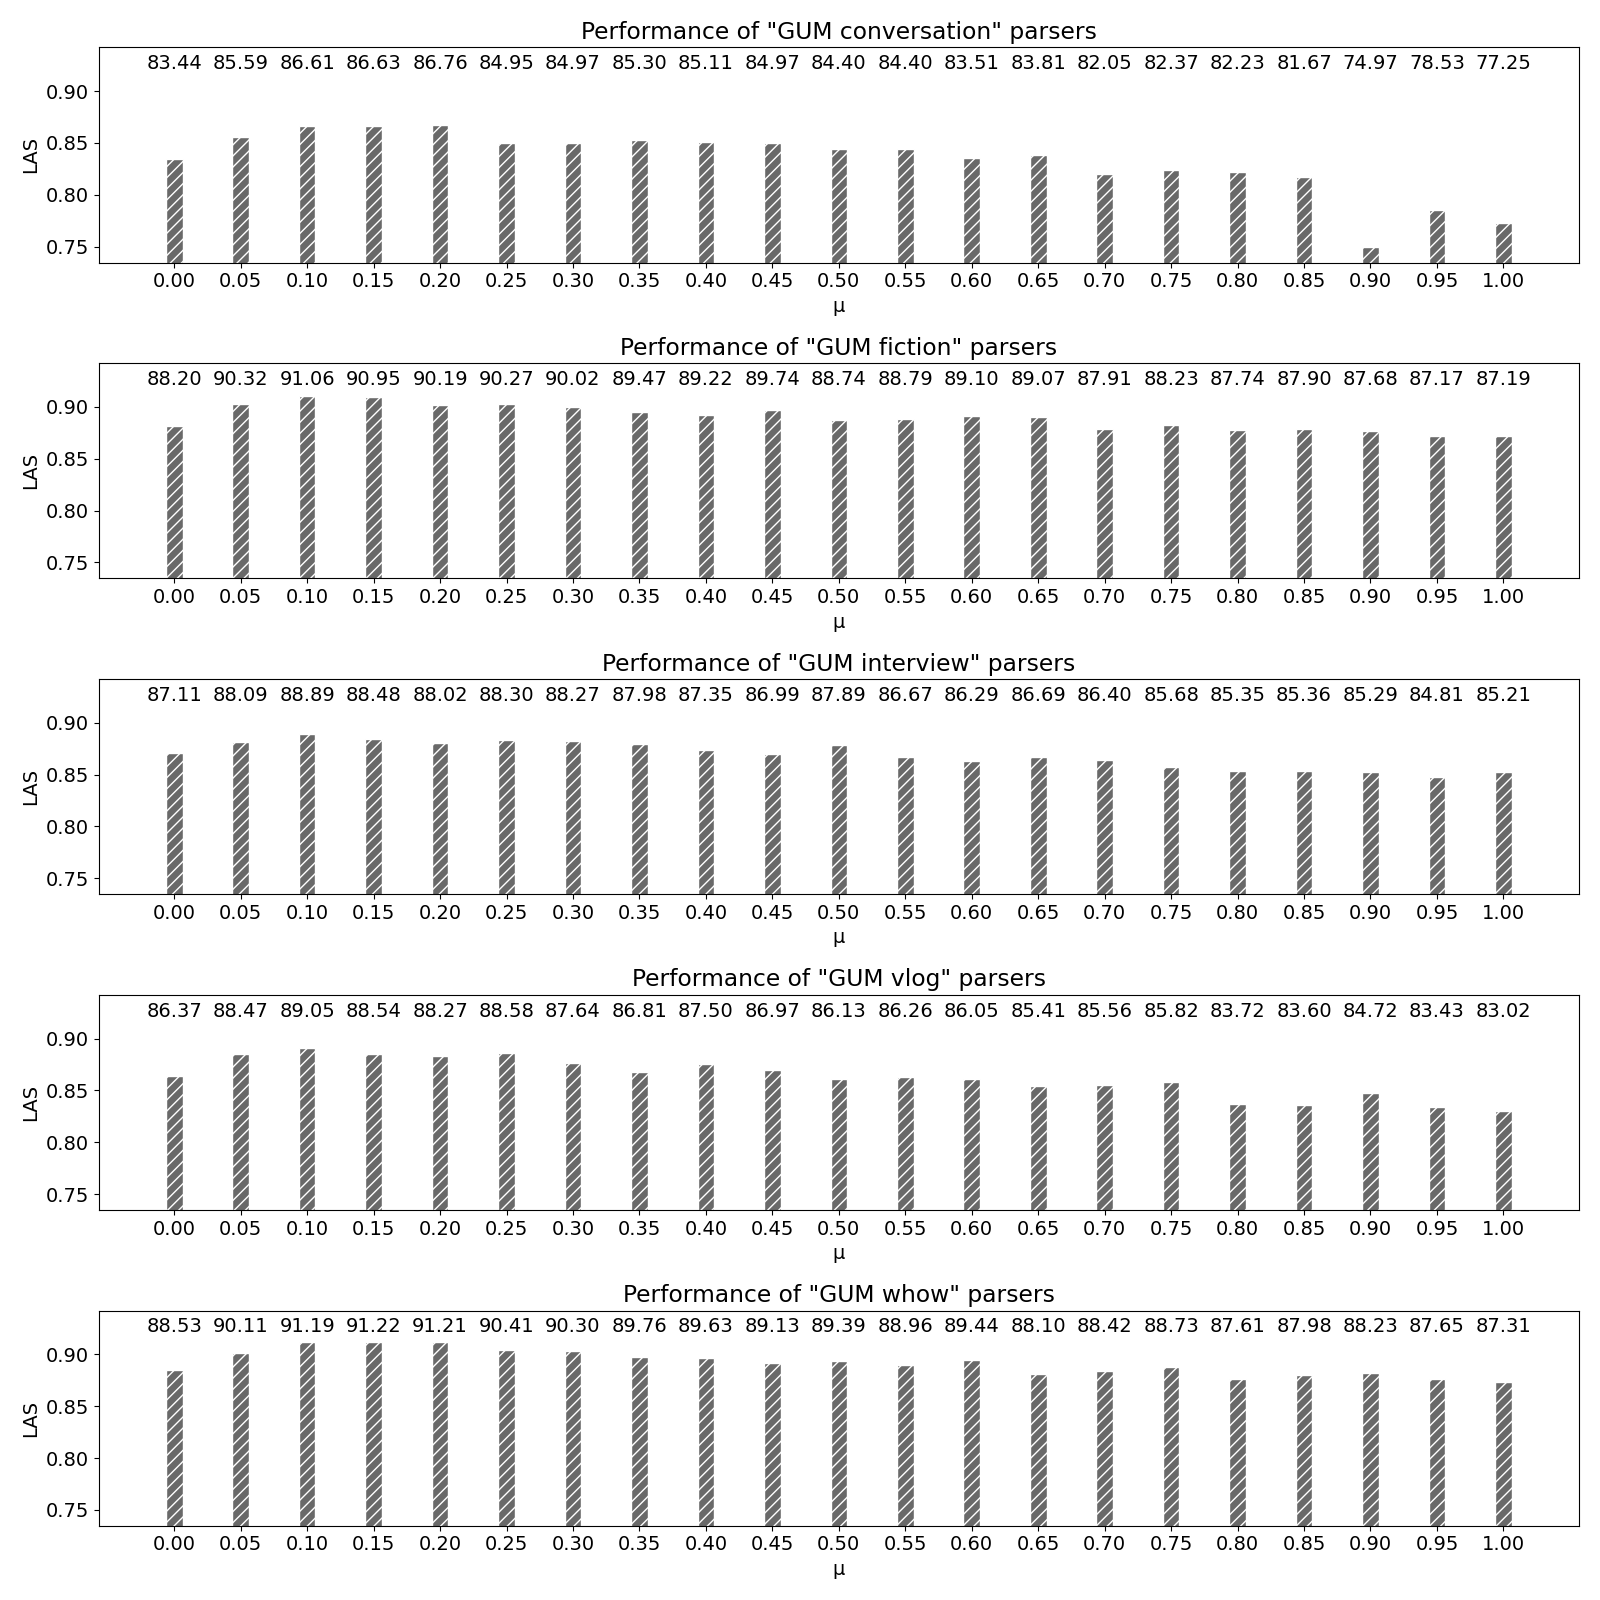 Performance of "GUM conversation" parsers
83.44 85.59 86.61 86.63 86.76 84.95 84.97 85.30 85.11 84.97 84.40 84.40 83.51 83.81 82.05 82.37 82.23 81.67 74.97 78.53 77.25
0.90
0.85
0.80
0.75
LAS
0.00 0.05 0.10 0.15 0.20 0.25 0.30 0.35 0.40 0.45 0.50 0.55 0.60 0.65 0.70 0.75 0.80 0.85 0.90 0.95 1.00
μ
Performance of "GUM fiction" parsers
88.20 90.32 91.06 90.95 90.19 90.27 90.02 89.47 89.22 89.74 88.74 88.79 89.10 89.07 87.91 88.23 87.74 87.90 87.68 87.17 87.19
0.90
0.85
0.80
0.75
LAS
0.00 0.05 0.10 0.15 0.20 0.25 0.30 0.35 0.40 0.45 0.50 0.55 0.60 0.65 0.70 0.75 0.80 0.85 0.90 0.95 1.00
μ
Performance of "GUM interview" parsers
87.11 88.09 88.89 88.48 88.02 88.30 88.27 87.98 87.35 86.99 87.89 86.67 86.29 86.69 86.40 85.68 85.35 85.36 85.29 84.81 85.21
0.90
0.85
0.80
0.75
LAS
0.00 0.05 0.10 0.15 0.20 0.25 0.30 0.35 0.40 0.45 0.50 0.55 0.60 0.65 0.70 0.75 0.80 0.85 0.90 0.95 1.00
μ
Performance of "GUM vlog" parsers
86.37 88.47 89.05 88.54 88.27 88.58 87.64 86.81 87.50 86.97 86.13 86.26 86.05 85.41 85.56 85.82 83.72 83.60 84.72 83.43 83.02
0.90
0.85
0.80
0.75
LAS
0.00 0.05 0.10 0.15 0.20 0.25 0.30 0.35 0.40 0.45 0.50 0.55 0.60 0.65 0.70 0.75 0.80 0.85 0.90 0.95 1.00
μ
Performance of "GUM whow" parsers
88.53 90.11 91.19 91.22 91.21 90.41 90.30 89.76 89.63 89.13 89.39 88.96 89.44 88.10 88.42 88.73 87.61 87.98 88.23 87.65 87.31
0.90
0.85
0.80
0.75
LAS
0.00 0.05 0.10 0.15 0.20 0.25 0.30 0.35 0.40 0.45 0.50 0.55 0.60 0.65 0.70 0.75 0.80 0.85 0.90 0.95 1.00
μ